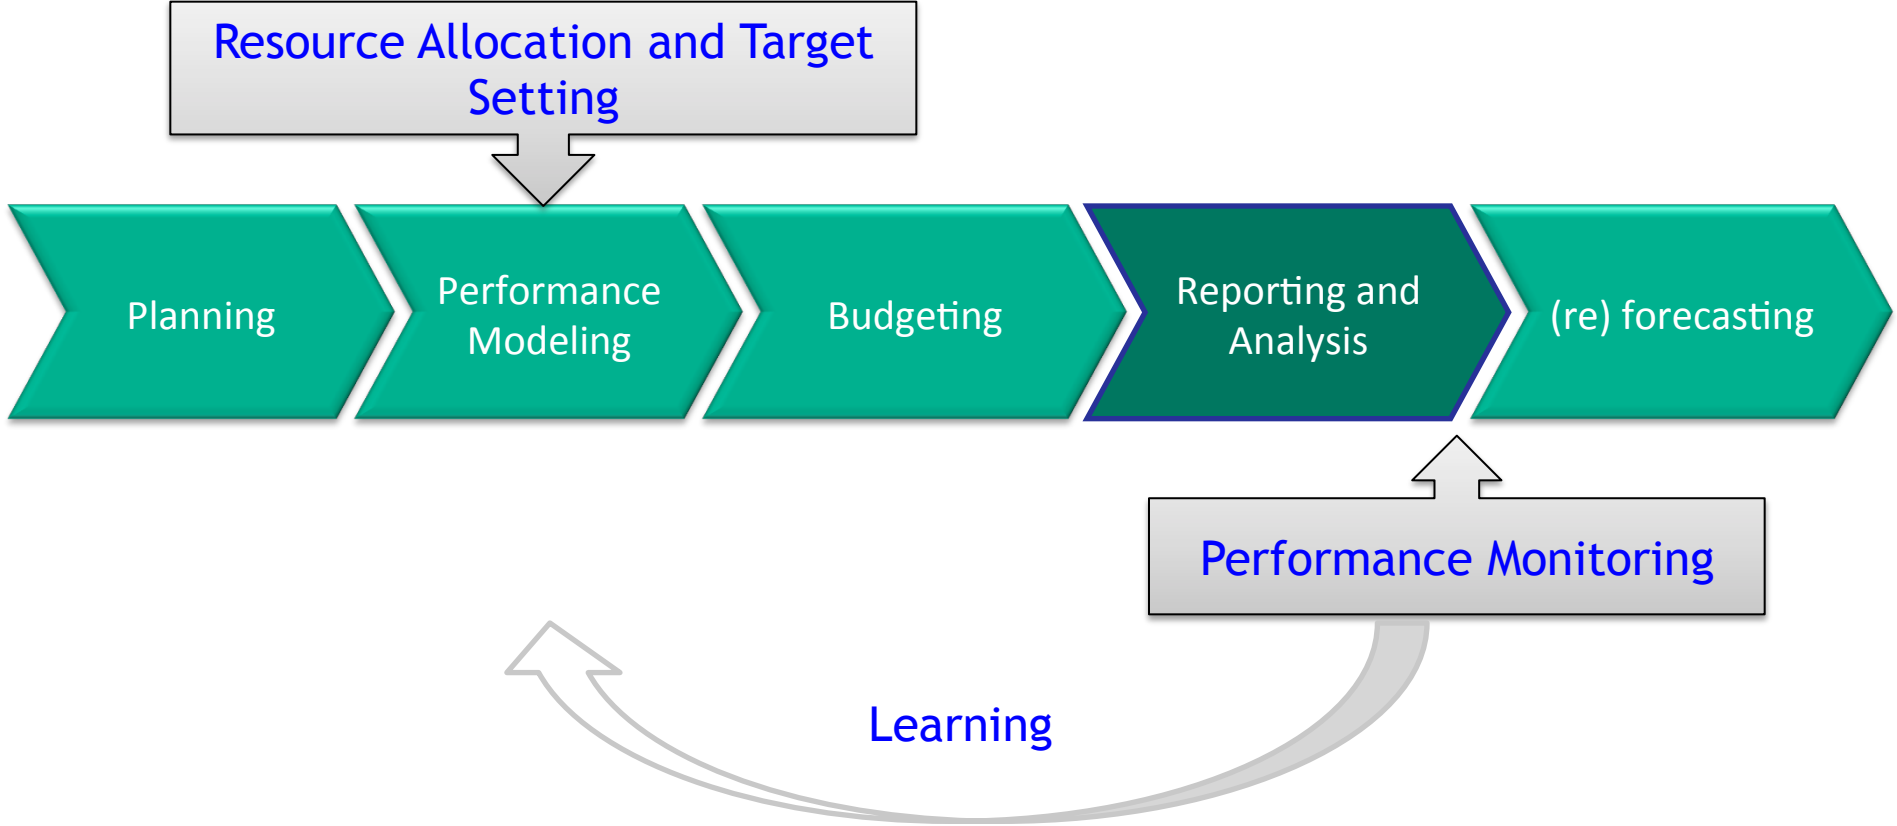 Resource Allocation and Target
Setting
Planning
Performance
Modeling
Budgeting
Reporting and
Analysis
(re) forecasting
Performance Monitoring
Learning